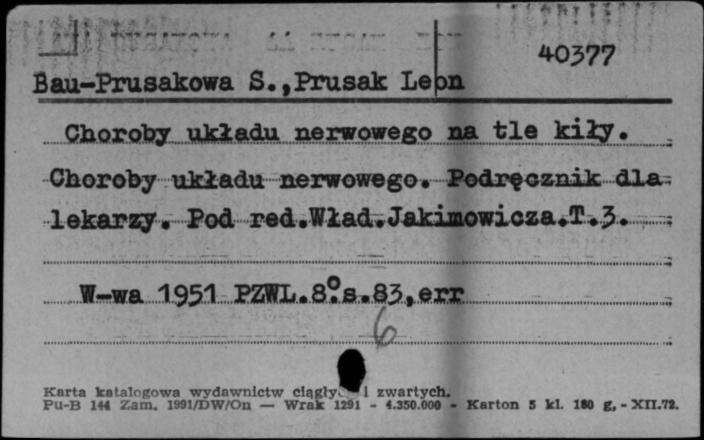 40377
Bau-Prusakowa S.,Prusak Leon
Choroby układu nerwowego na tle kiły.
Choroby układu nerwowego. Podręcznik dla
lekarzy. Pod red.Wład.Jakimowicza.T.3.
W-wa 1951 PZWL.8°.s.83,err
6
Karta katalogowa wydawnictw ciągły i zwartych.
Pu-B 144 Zam. 1991/DW/On — Wrak 1291 - 4.350.000 - Karton 5 kl. 180 g. - XII.72.